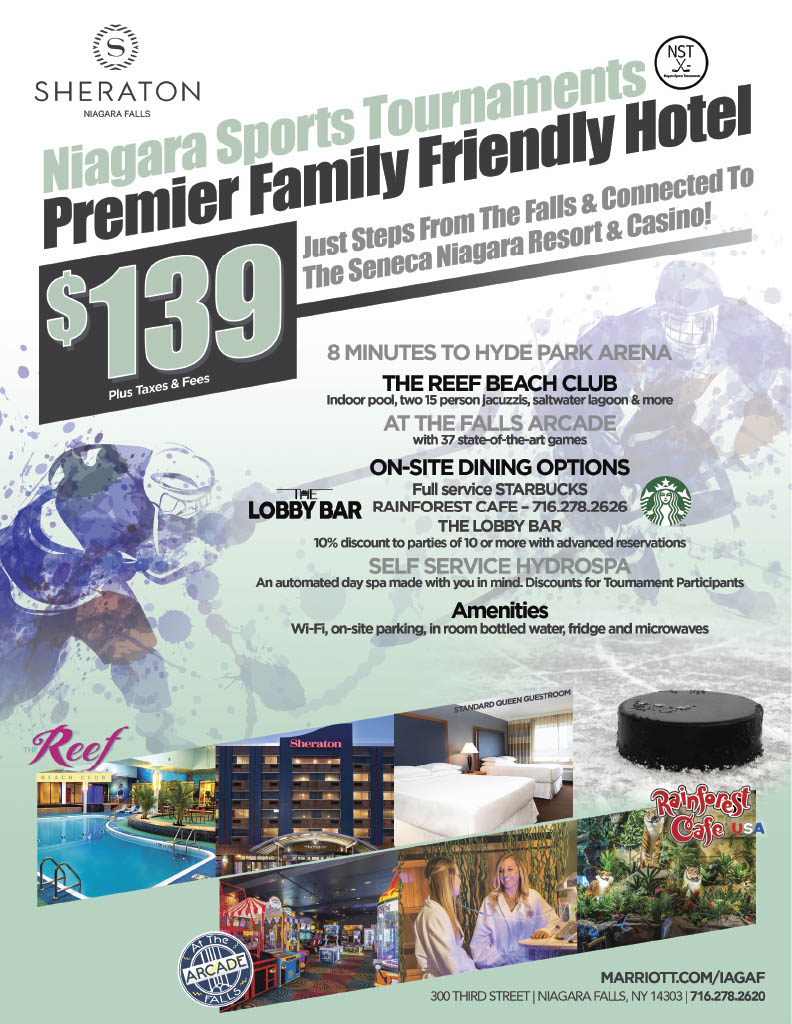 SHERATON
NIAGARA FALLS
NST
Niagara Sports Tournaments
Niagara Sports Tournaments
Premier Family Friendly Hotel
Just Steps From The Falls & Connected To
The Seneca Niagara Resort & Casino!
$139
Plus Taxes & Fees
8 MINUTES TO HYDE PARK ARENA
THE REEF BEACH CLUB
Indoor pool, two 15 person jacuzzis, saltwater lagoon & more
AT THE FALLS ARCADE
with 37 state-of-the-art games
ON-SITE DINING OPTIONS
Full service STARBUCKS
THE
LOBBY BAR
RAINFOREST CAFE – 716.278.2626
THE LOBBY BAR
10% discount to parties of 10 or more with advanced reservations
SELF SERVICE HYDROSPA
An automated day spa made with you in mind. Discounts for Tournament Participants
Amenities
Wi-Fi, on-site parking, in room bottled water, fridge and microwaves
STANDARD QUEEN GUESTROOM
THE Reef
BEACH CLUB
Sheraton
Sheraton
Rainforest
Cafe USA
At The
ARCADE
FALLS
MARRIOTT.COM/IAGAF
300 THIRD STREET | NIAGARA FALLS, NY 14303 | 716.278.2620